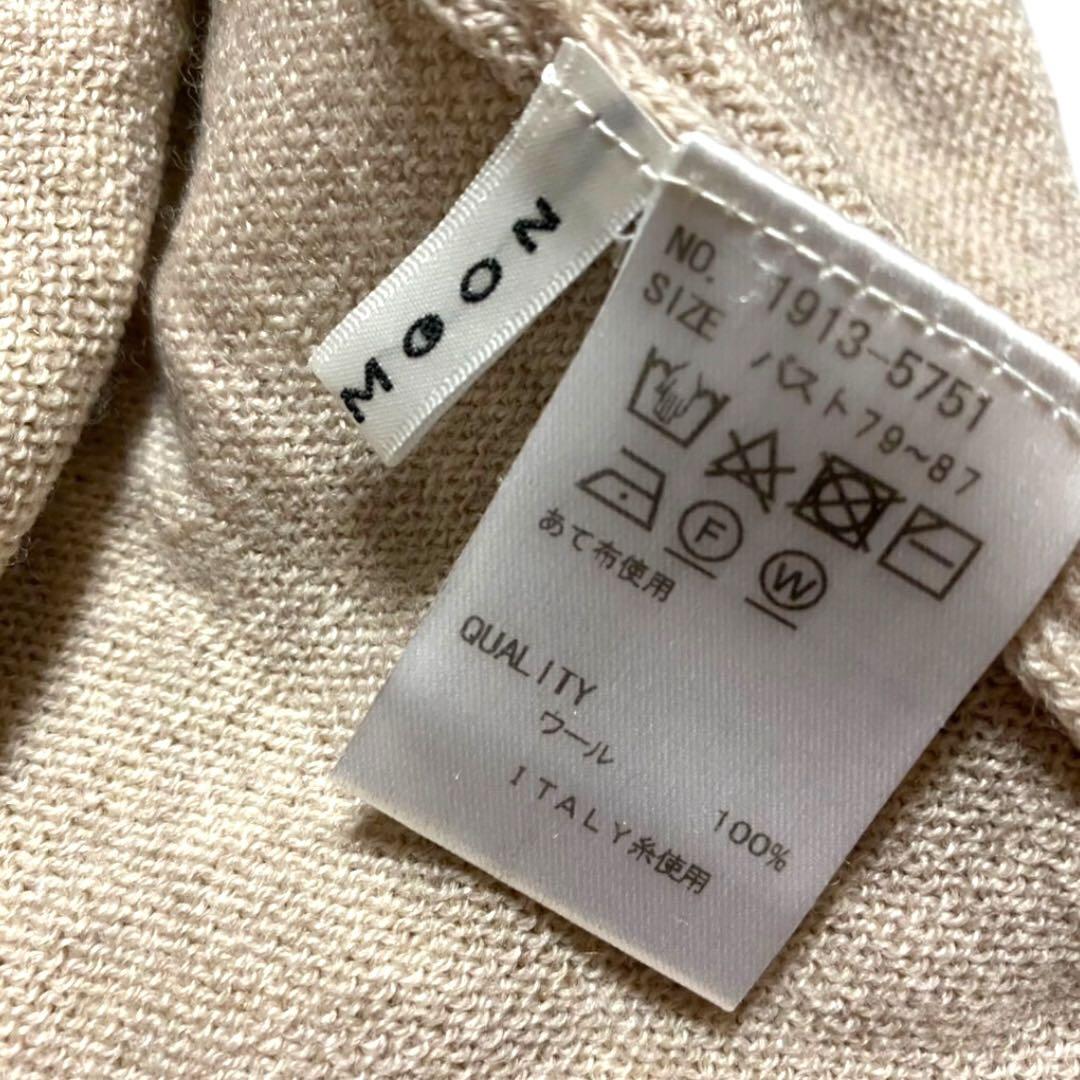 MOON
NO. 1913-5751
SIZE バスト79~87
F
W
あて布使用
QUALITY
ワール 100%
ITALY糸使用